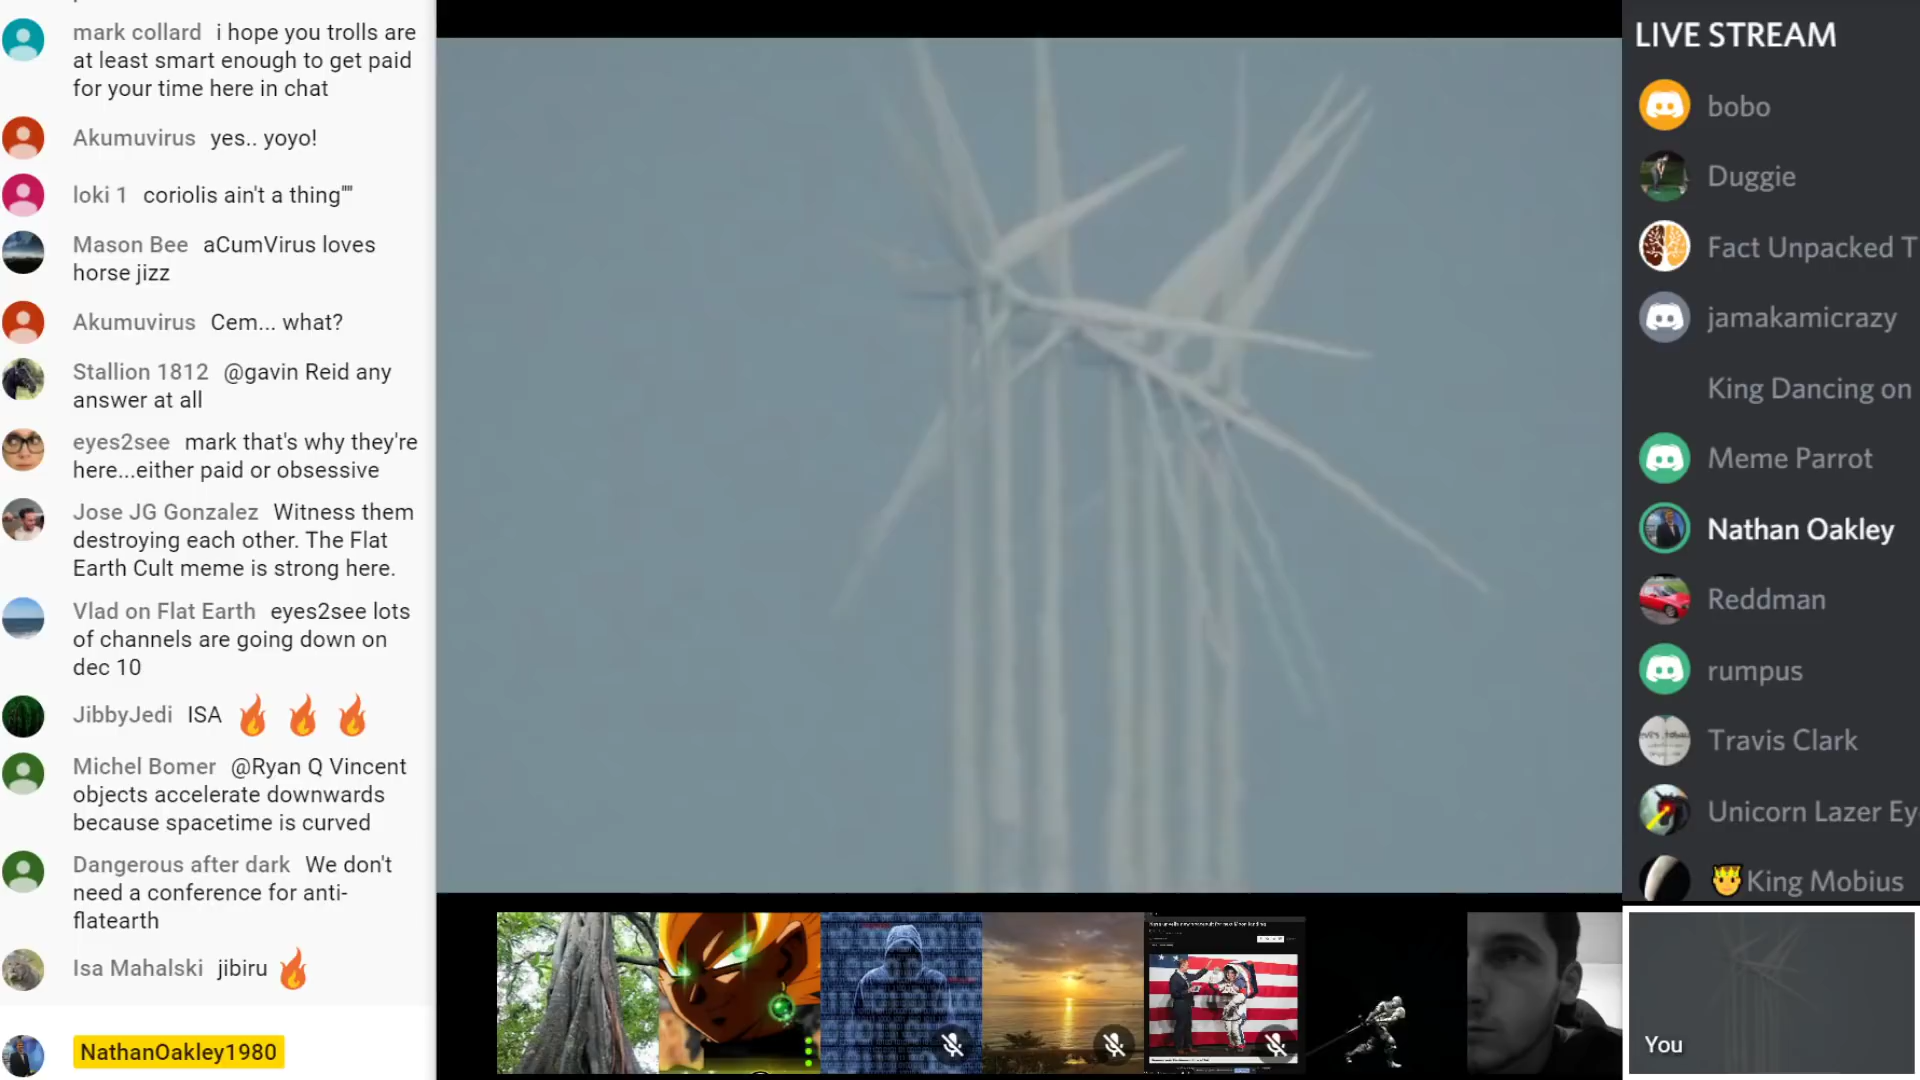 mark collard i hope you trolls are
at least smart enough to get paid
for your time here in chat
Akumuvirus yes.. yoyo!
loki 1 coriolis ain't a thing""
Mason Bee aCumVirus loves
horse jizz
Akumuvirus Cem... what?
Stallion 1812 @gavin Reid any
answer at all
eyes2see mark that's why they're
here...either paid or obsessive
Jose JG Gonzalez Witness them
destroying each other. The Flat
Earth Cult meme is strong here.
Vlad on Flat Earth eyes2see lots
of channels are going down on
dec 10
JibbyJedi ISA 🔥 🔥 🔥
Michel Bomer @Ryan Q Vincent
objects accelerate downwards
because spacetime is curved
Dangerous after dark We don't
need a conference for anti-
flatearth
Isa Mahalski jibiru 🔥
NathanOakley1980
LIVE STREAM
bobo
Duggie
Fact Unpacked T
jamakamicrazy
King Dancing on
Meme Parrot
Nathan Oakley
Reddman
rumpus
Travis Clark
Unicorn Lazer Ey
🤴King Mobius
You